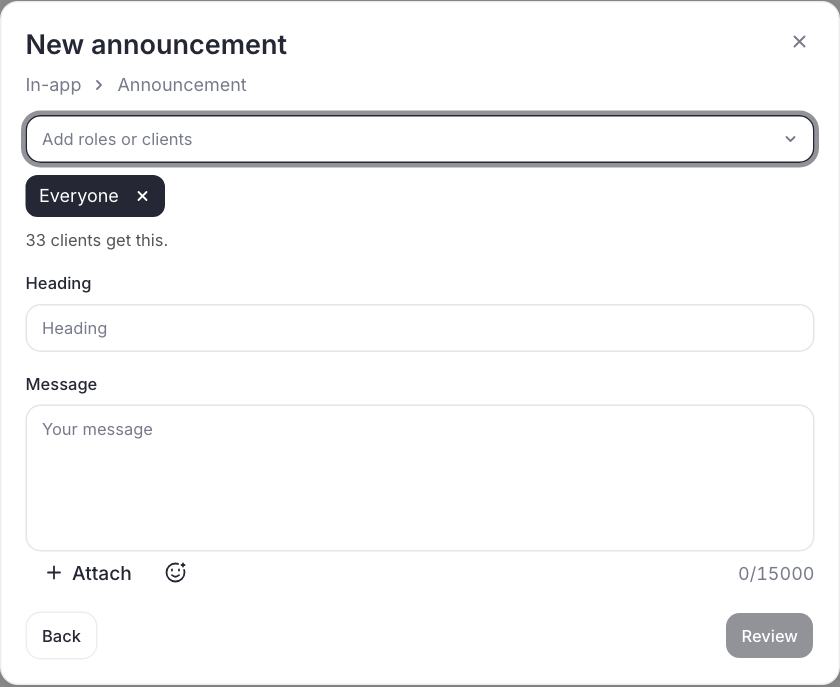 New announcement
In-app > Announcement
Add roles or clients
Everyone ×
33 clients get this.
Heading
Heading
Message
Your message
+ Attach
0/15000
Back
Review